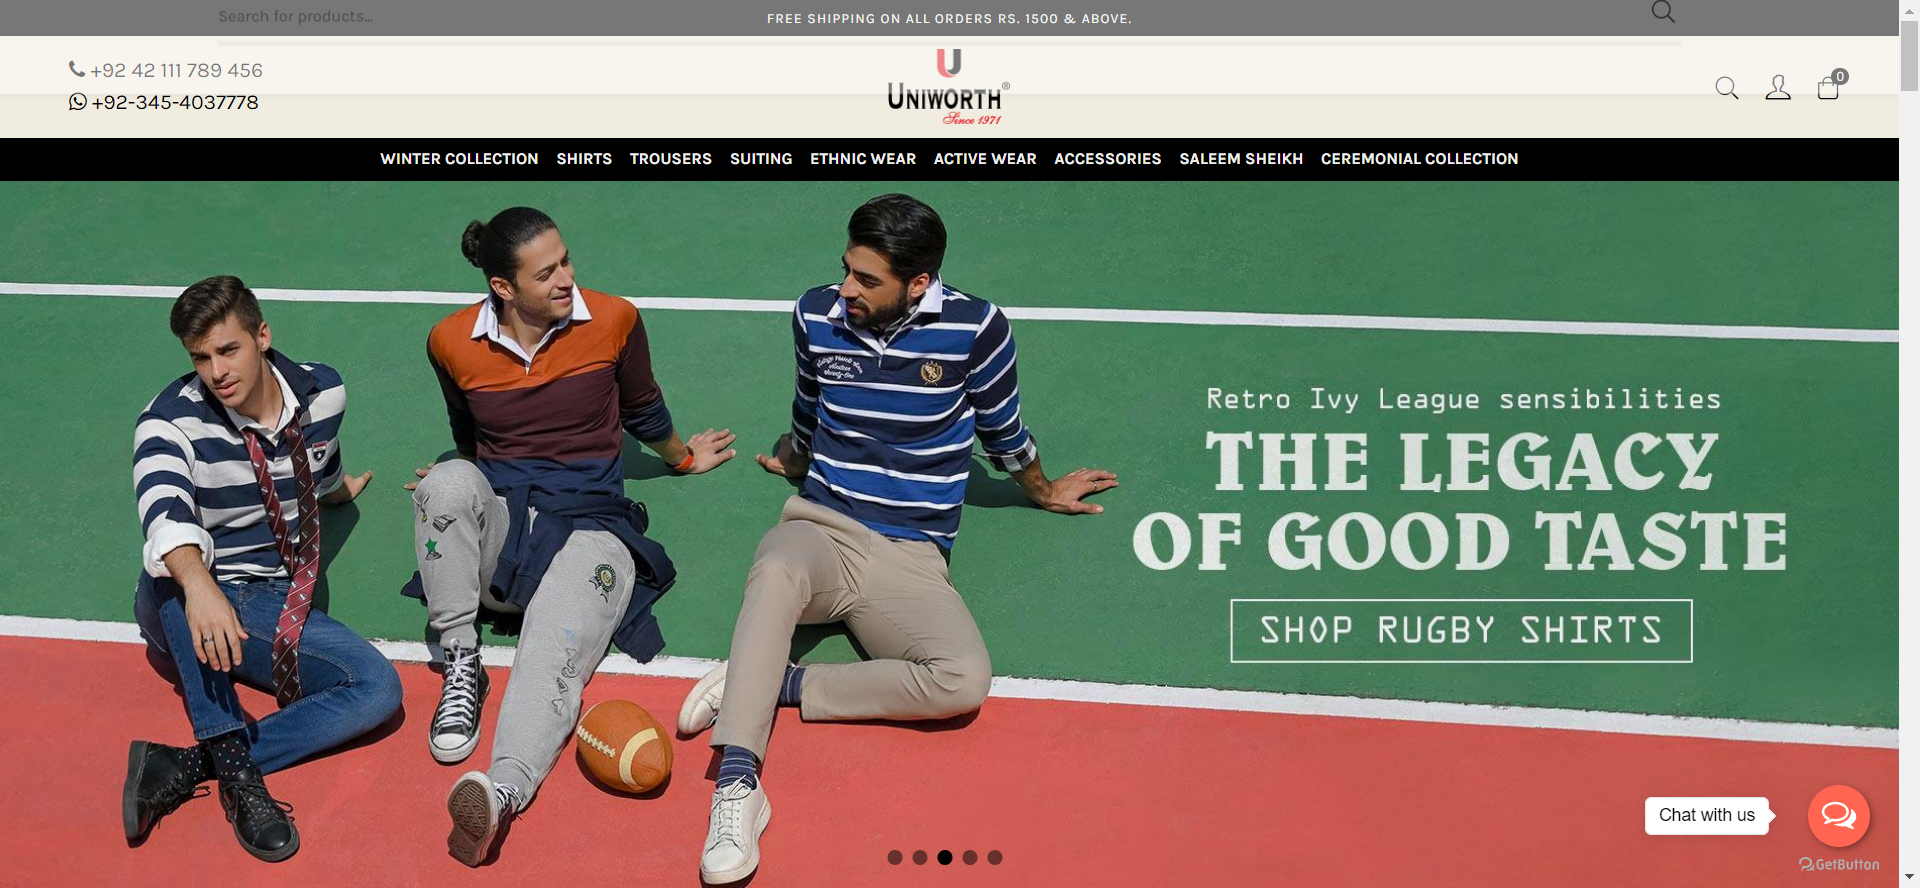 Search for products...
FREE SHIPPING ON ALL ORDERS RS. 1500 & ABOVE.
+92 42 111 789 456
+92-345-4037778
UNIWORTH®
Since 1971
0
WINTER COLLECTION SHIRTS TROUSERS SUITING ETHNIC WEAR ACTIVE WEAR ACCESSORIES SALEEM SHEIKH CEREMONIAL COLLECTION
Retro Ivy League sensibilities
THE LEGACY
OF GOOD TASTE
SHOP RUGBY SHIRTS
Chat with us
GetButton